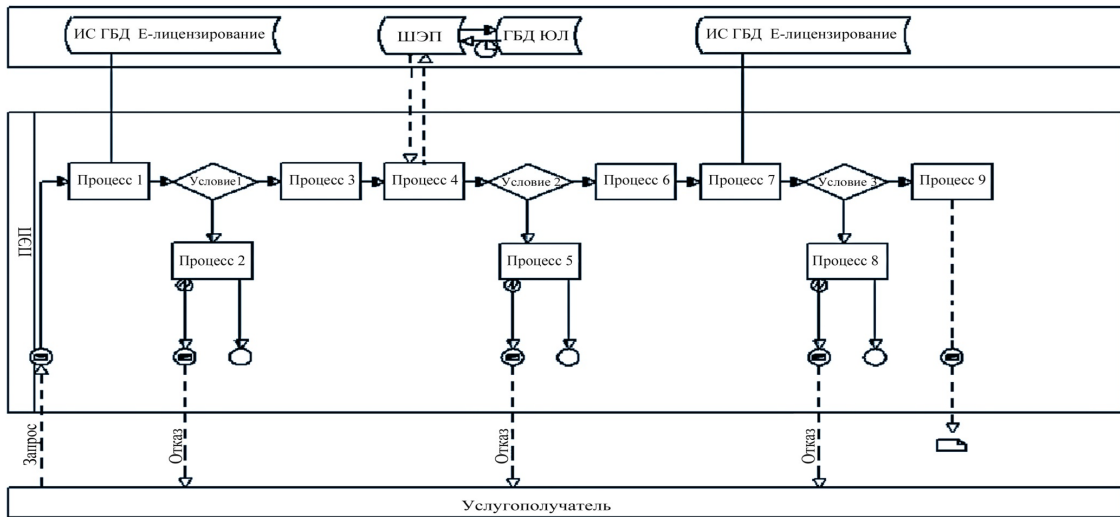 ИС ГБД Е-лицензирование
ШЭП
ГБД ЮЛ
ИС ГБД Е-лицензирование
ПЭП
Процесс 1
Условие1
Процесс 3
Процесс 4
Условие 2
Процесс 6
Процесс 7
Условие 3
Процесс 9
Процесс 2
Процесс 5
Процесс 8
Запрос
Отказ
Отказ
Отказ
Услугополучатель